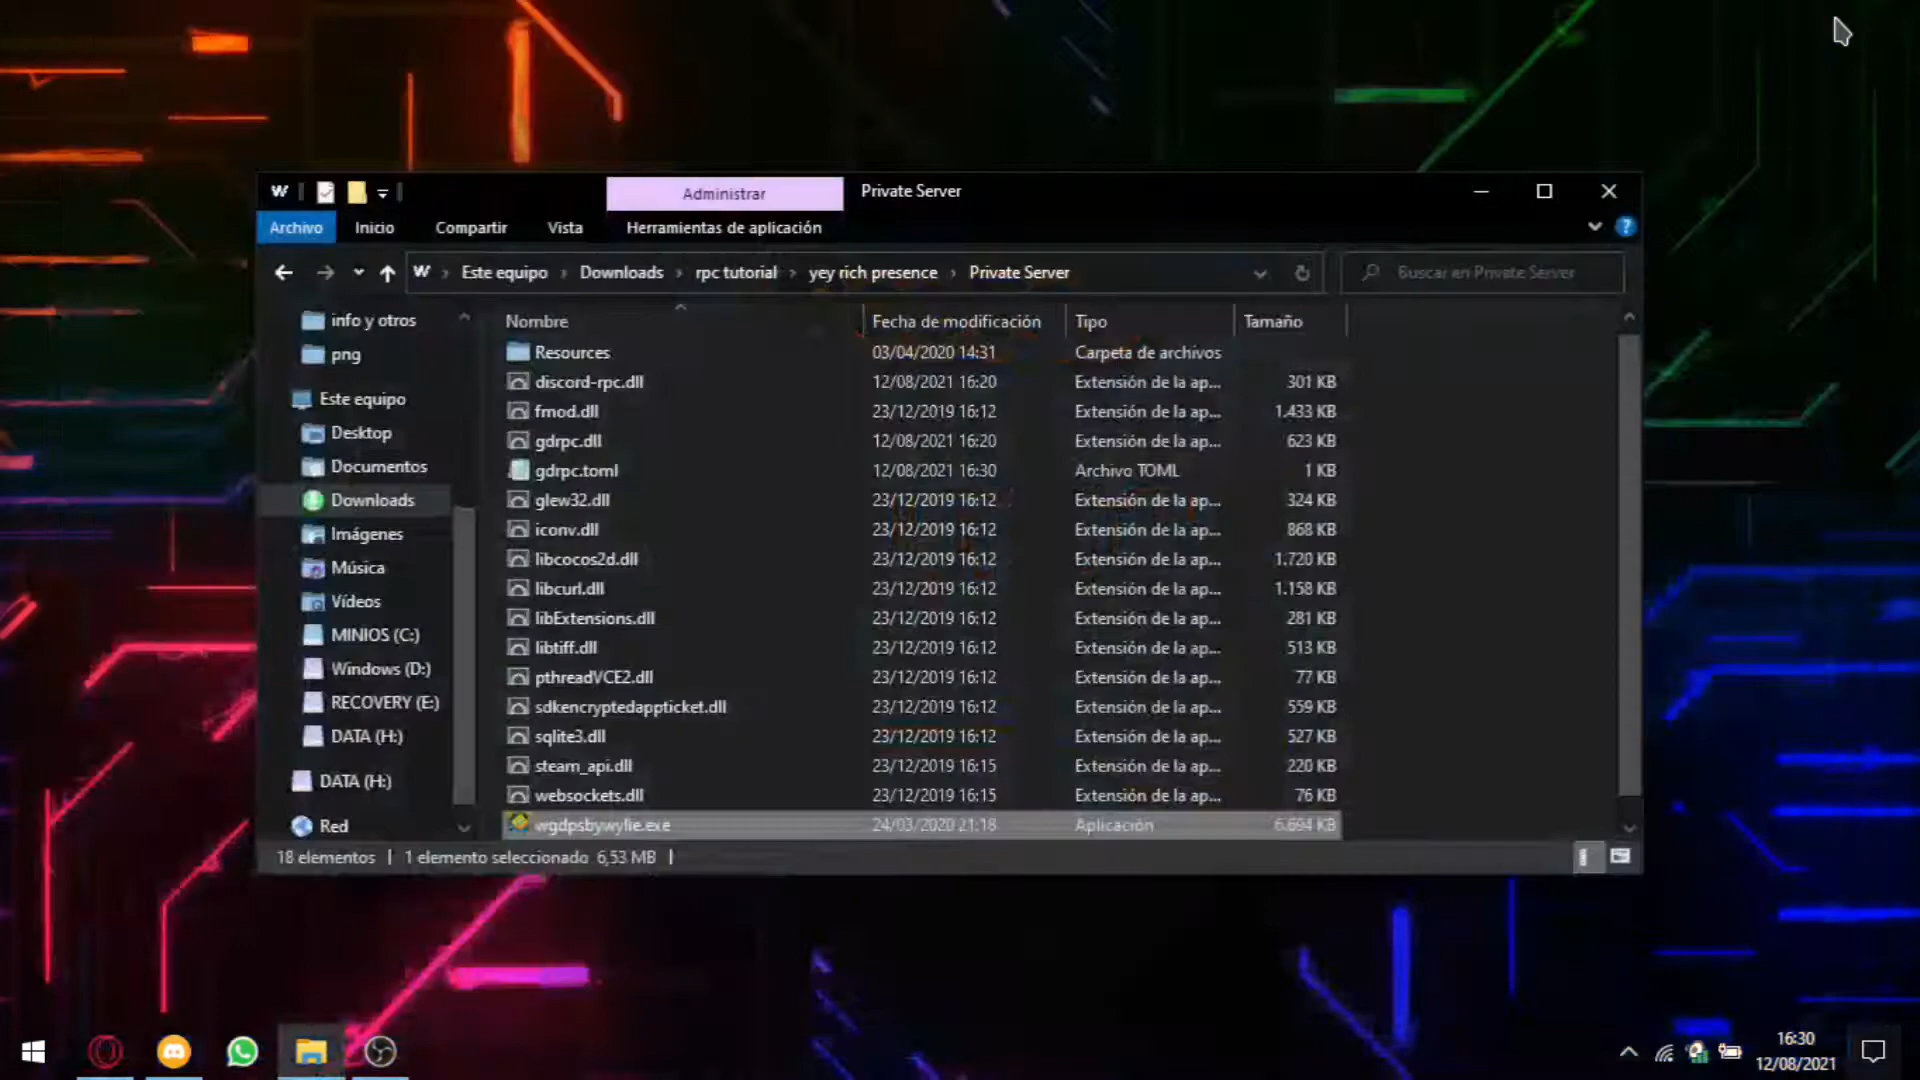 Administrar
Private Server
Archivo
Inicio
Compartir
Vista
Herramientas de aplicación
?
W
Este equipo
Downloads
rpc tutorial
yey rich presence
Private Server
Buscar en Private Server
info y otros
png
Este equipo
Desktop
Documentos
Downloads
Imágenes
Música
Vídeos
MINIOS (C:)
Windows (D:)
RECOVERY (E:)
DATA (H:)
DATA (H:)
Red
Nombre Fecha de modificación Tipo Tamaño
Resources 03/04/2020 14:31 Carpeta de archivos
discord-rpc.dll 12/08/2021 16:20 Extensión de la ap... 301 KB
fmod.dll 23/12/2019 16:12 Extensión de la ap... 1.433 KB
gdrpc.dll 12/08/2021 16:20 Extensión de la ap... 623 KB
gdrpc.toml 12/08/2021 16:30 Archivo TOML 1 KB
glew32.dll 23/12/2019 16:12 Extensión de la ap... 324 KB
iconv.dll 23/12/2019 16:12 Extensión de la ap... 868 KB
libcocos2d.dll 23/12/2019 16:12 Extensión de la ap... 1.720 KB
libcurl.dll 23/12/2019 16:12 Extensión de la ap... 1.158 KB
libExtensions.dll 23/12/2019 16:12 Extensión de la ap... 281 KB
libtiff.dll 23/12/2019 16:12 Extensión de la ap... 513 KB
pthreadVCE2.dll 23/12/2019 16:12 Extensión de la ap... 77 KB
sdkencryptedappticket.dll 23/12/2019 16:12 Extensión de la ap... 559 KB
sqlite3.dll 23/12/2019 16:12 Extensión de la ap... 527 KB
steam_api.dll 23/12/2019 16:15 Extensión de la ap... 220 KB
websockets.dll 23/12/2019 16:15 Extensión de la ap... 76 KB
wgdpsbywylie.exe 24/03/2020 21:18 Aplicación 6.694 KB
18 elementos
1 elemento seleccionado 6,53 MB
16:30
12/08/2021